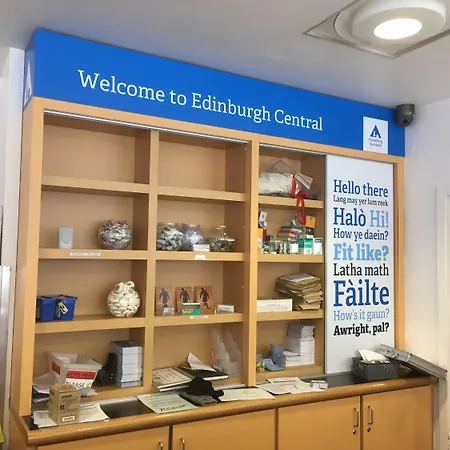 Welcome to Edinburgh Central
Hello there
Lang may yer lum reek
Halò Hi!
How ye daein?
Fit like?
Latha math
Fàilte
How's it gaun?
Awright, pal?